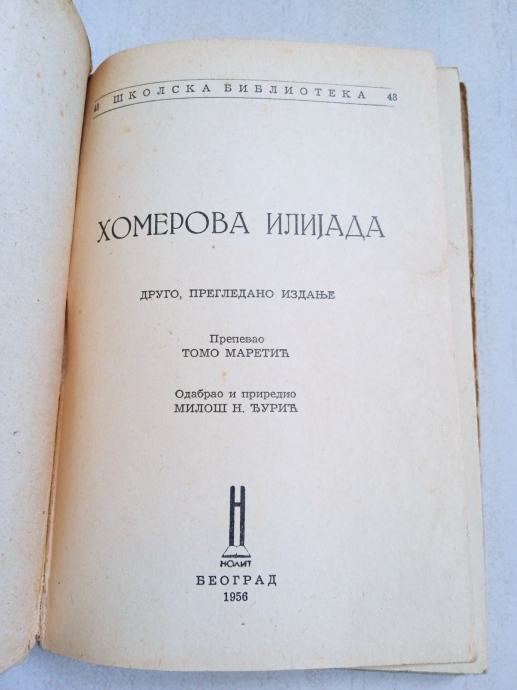 48 ШКОЛСКА БИБЛИОТЕКА 48
ХОМЕРОВА ИЛИЈАДА
ДРУГО, ПРЕГЛЕДАНО ИЗДАЊЕ
Препевао
ТОМО МАРЕТИЋ
Одабрао и приредио
МИЛОШ Н. ЂУРИЋ
Н
НОЛИТ
БЕОГРАД
1956